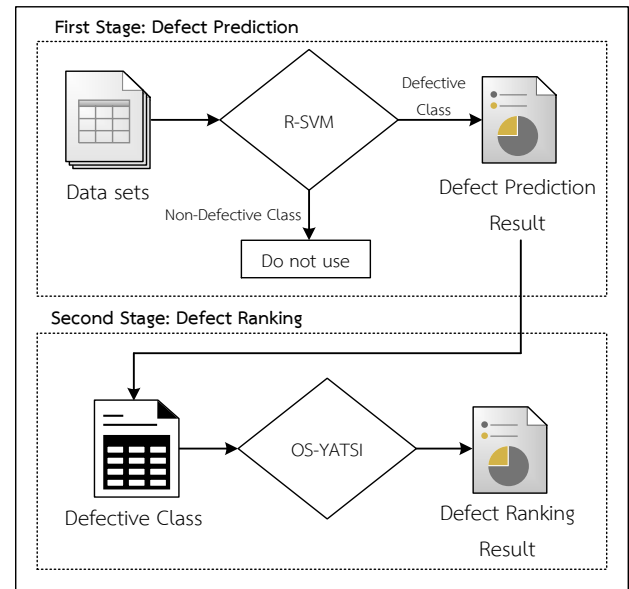 First Stage: Defect Prediction
Data sets
R-SVM
Defective
Class
Defect Prediction
Result
Non-Defective Class
Do not use
Second Stage: Defect Ranking
Defective Class
OS-YATSI
Defect Ranking
Result